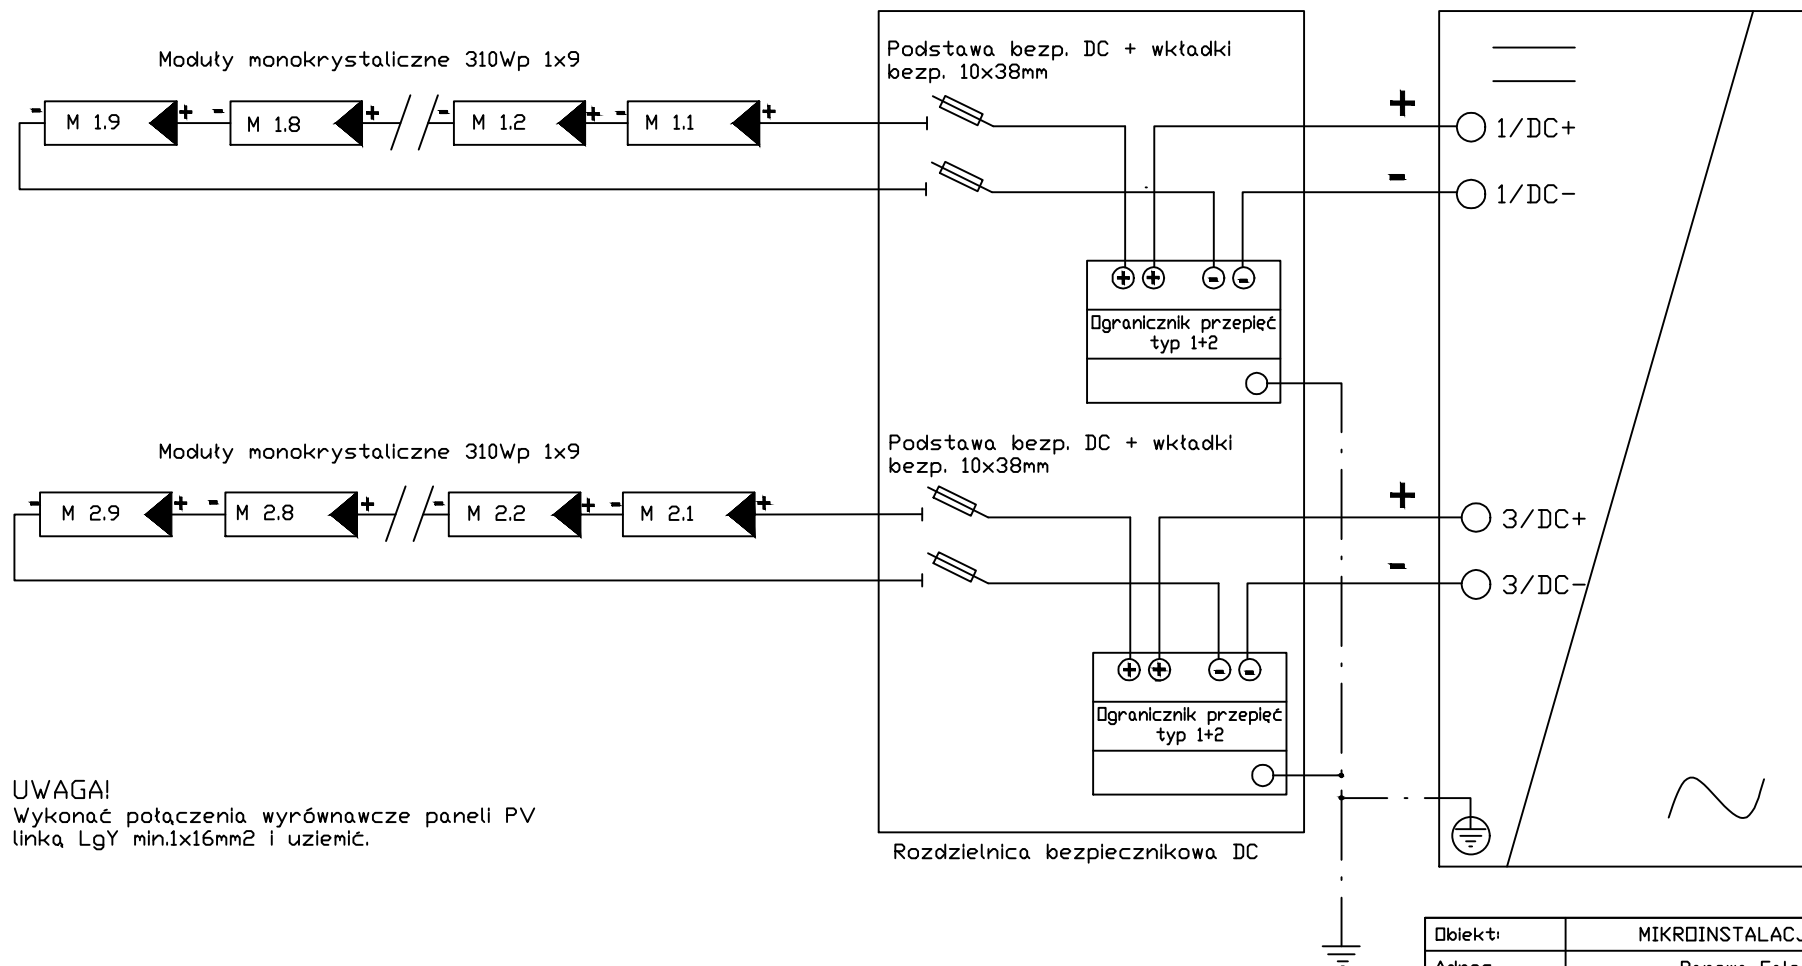 Moduły monokrystaliczne 310Wp 1x9
- M 1.9 + - M 1.8 + - M 1.2 + - M 1.1 +
Podstawa bezp. DC + wkładki
bezp. 10x38mm
+
1/DC+
-
1/DC-
+ + - -
Ogranicznik przepięć
typ 1+2
Moduły monokrystaliczne 310Wp 1x9
- M 2.9 + - M 2.8 + - M 2.2 + - M 2.1 +
Podstawa bezp. DC + wkładki
bezp. 10x38mm
+
3/DC+
-
3/DC-
+ + - -
Ogranicznik przepięć
typ 1+2
UWAGA!
Wykonać połączenia wyrównawcze paneli PV
linką LgY min.1x16mm2 i uziemić.
Rozdzielnica bezpiecznikowa DC
Obiekt: MIKROINSTALACJ